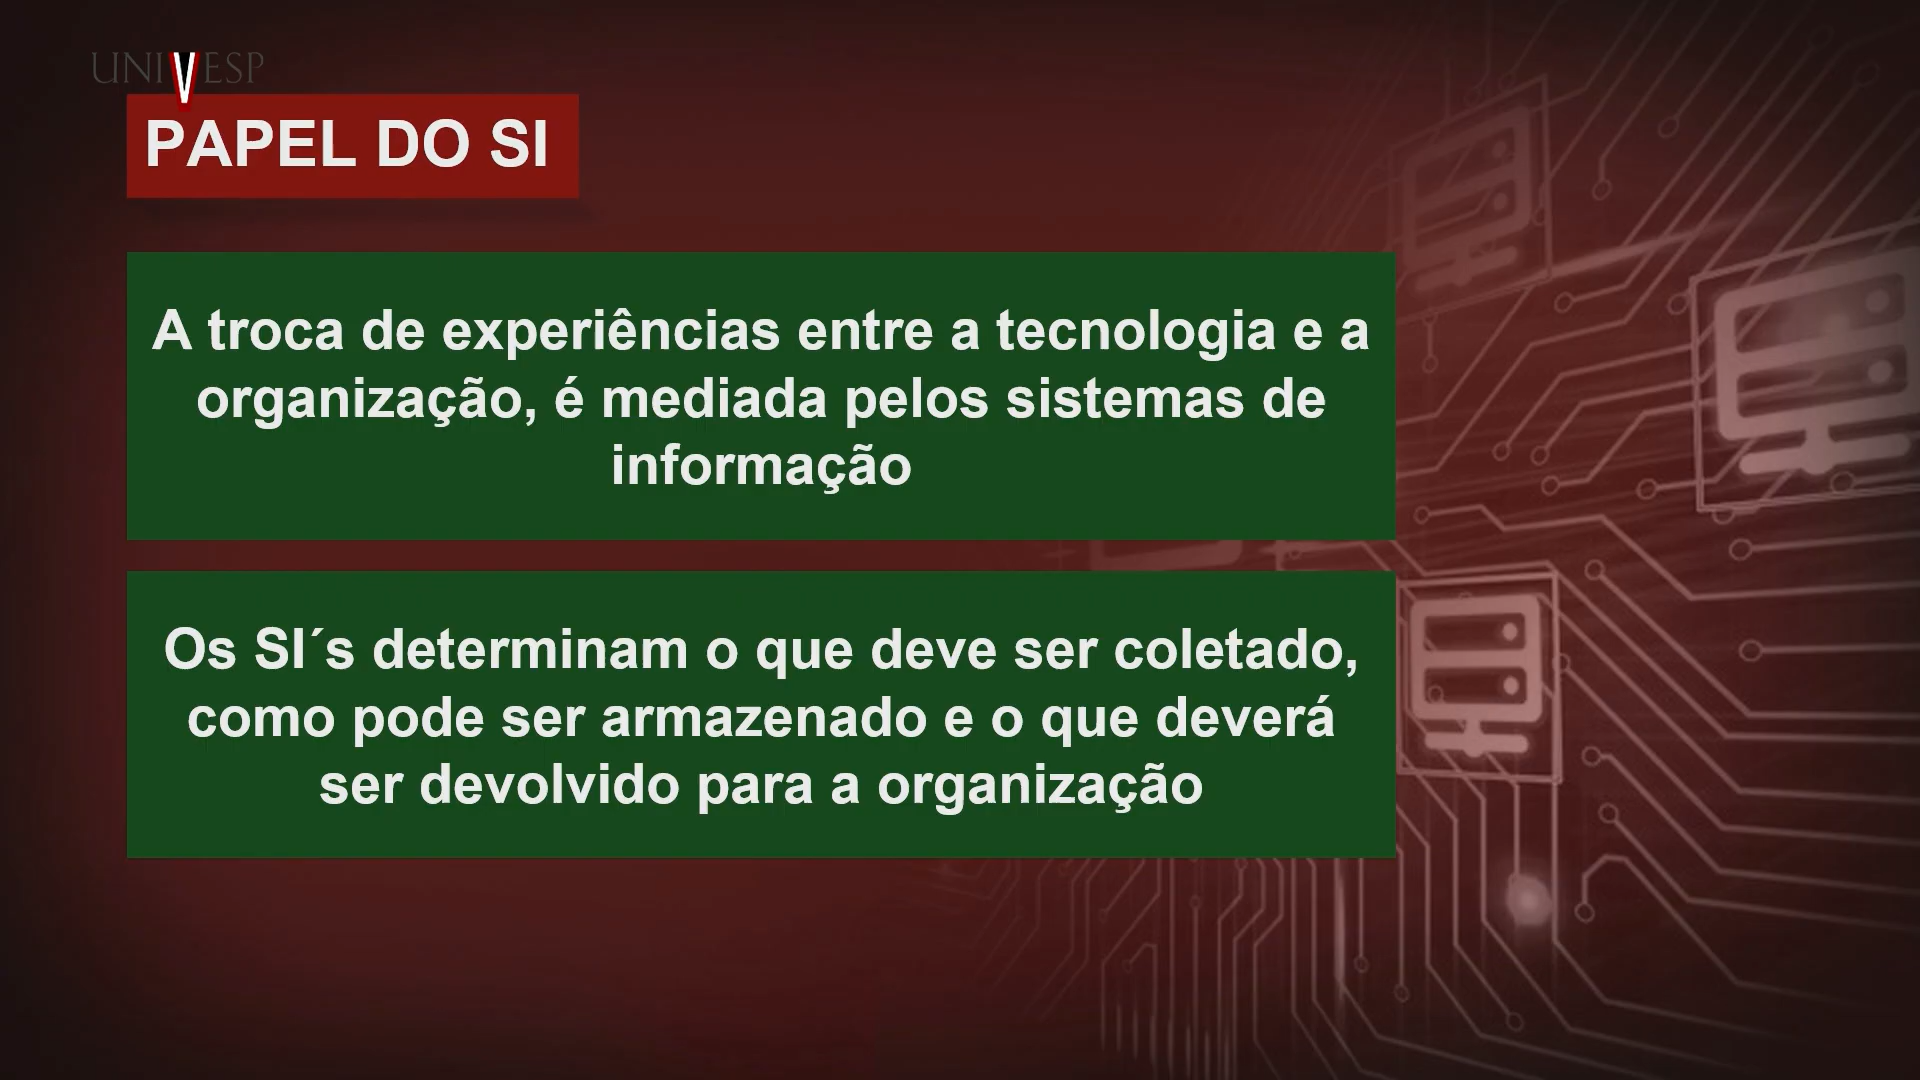 UNIVESP
PAPEL DO SI
A troca de experiências entre a tecnologia e a
organização, é mediada pelos sistemas de
informação
Os SI´s determinam o que deve ser coletado,
como pode ser armazenado e o que deverá
ser devolvido para a organização